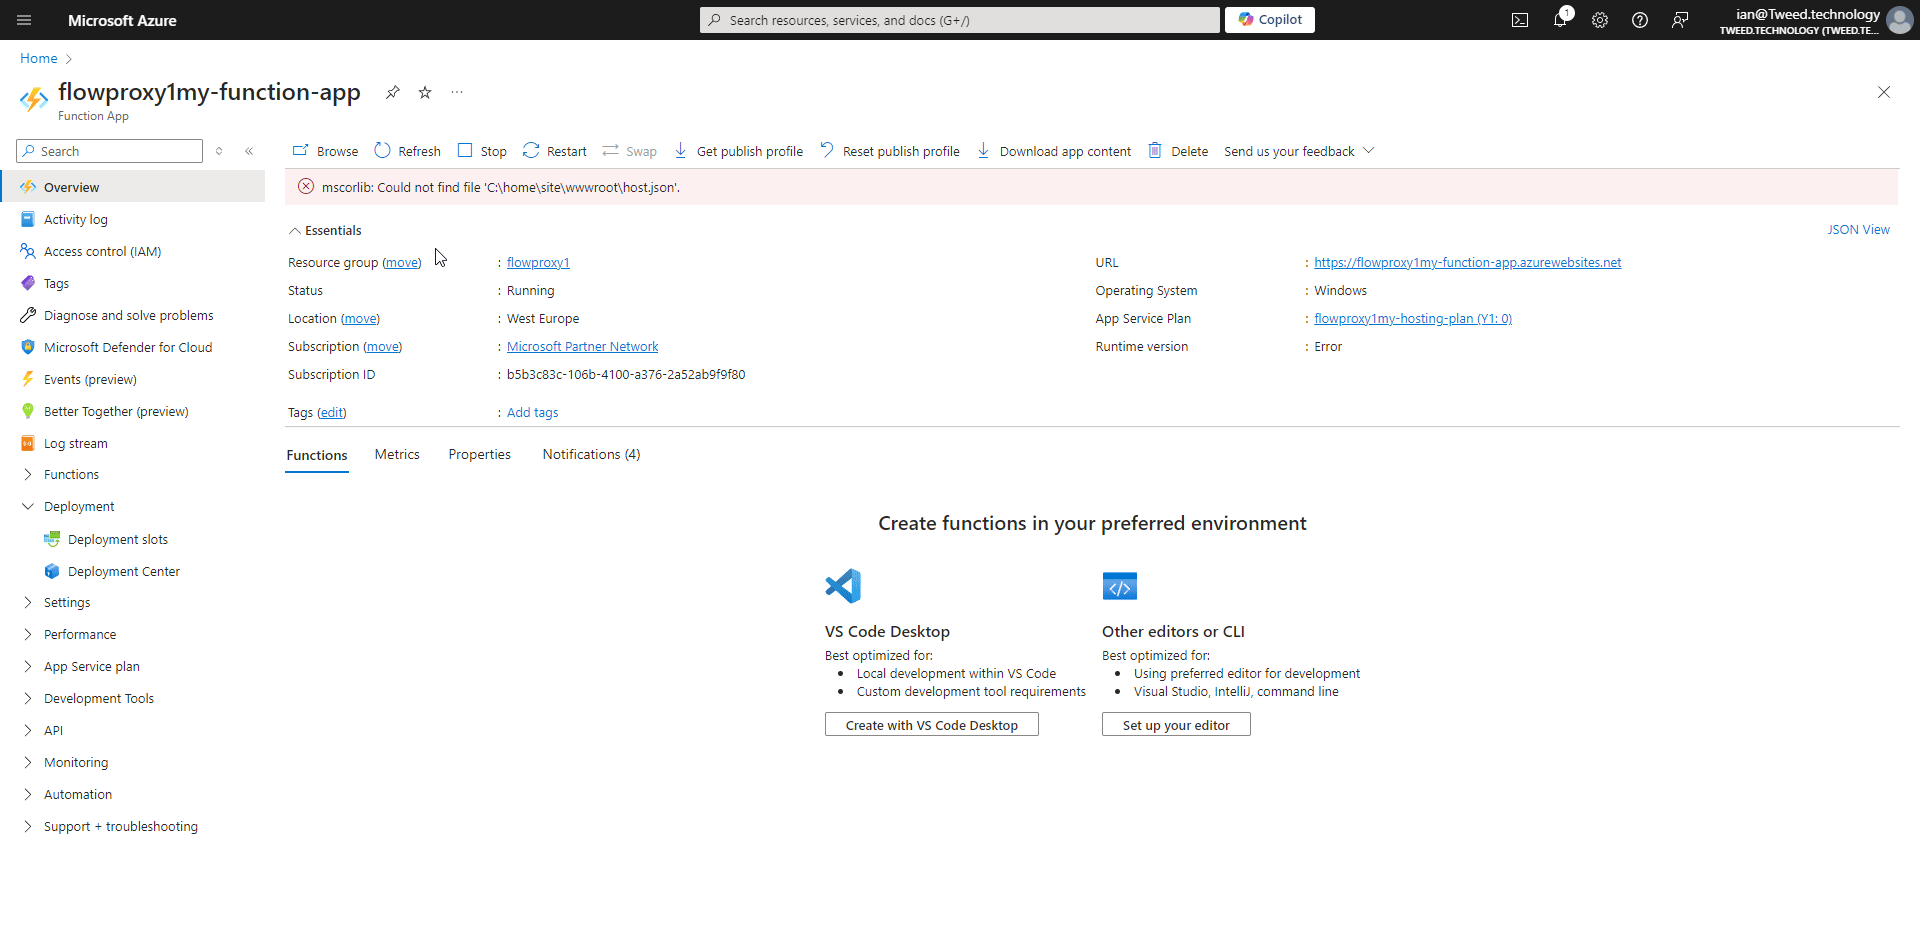 Microsoft Azure
Search resources, services, and docs (G+/)
Copilot
1
ian@Tweed.technology
TWEED.TECHNOLOGY (TWEED.TE...
Home
flowproxy1my-function-app
Function App
Search
Browse
Refresh
Stop
Restart
Swap
Get publish profile
Reset publish profile
Download app content
Delete
Send us your feedback
mscorlib: Could not find file 'C:\home\site\wwwroot\host.json'.
Overview
Activity log
Access control (IAM)
Tags
Diagnose and solve problems
Microsoft Defender for Cloud
Events (preview)
Better Together (preview)
Log stream
Functions
Deployment
Deployment slots
Deployment Center
Settings
Performance
App Service plan
Development Tools
API
Monitoring
Automation
Support + troubleshooting
Essentials
JSON View
Resource group (move) : flowproxy1
Status : Running
Location (move) : West Europe
Subscription (move) : Microsoft Partner Network
Subscription ID : b5b3c83c-106b-4100-a376-2a52ab9f9f80
Tags (edit) : Add tags
URL : https://flowproxy1my-function-app.azurewebsites.net
Operating System : Windows
App Service Plan : flowproxy1my-hosting-plan (Y1: 0)
Runtime version : Error
Functions
Metrics
Properties
Notifications (4)
Create functions in your preferred environment
VS Code Desktop
Best optimized for:
• Local development within VS Code
• Custom development tool requirements
Create with VS Code Desktop
Other editors or CLI
Best optimized for:
• Using preferred editor for development
• Visual Studio, IntelliJ, command line
Set up your editor